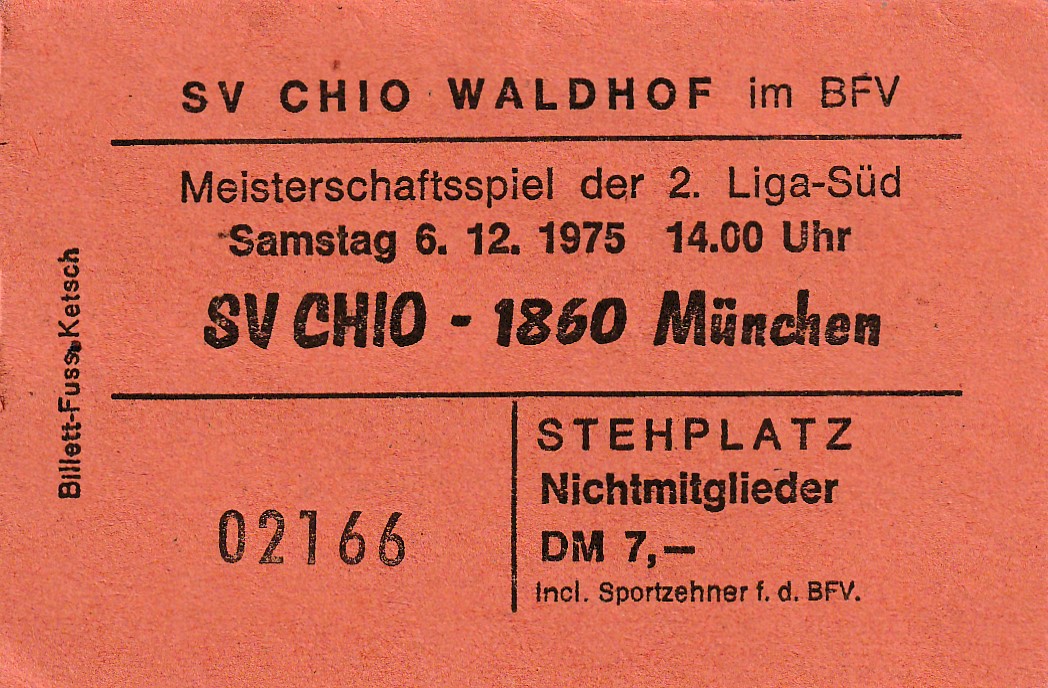 SV CHIO WALDHOF im BFV
Meisterschaftsspiel der 2. Liga-Süd
Samstag 6. 12. 1975 14.00 Uhr
SV CHIO - 1860 München
Billett-Fuss, Ketsch
02166
STEHPLATZ
Nichtmitglieder
DM 7,—
Incl. Sportzehner f. d. BFV.